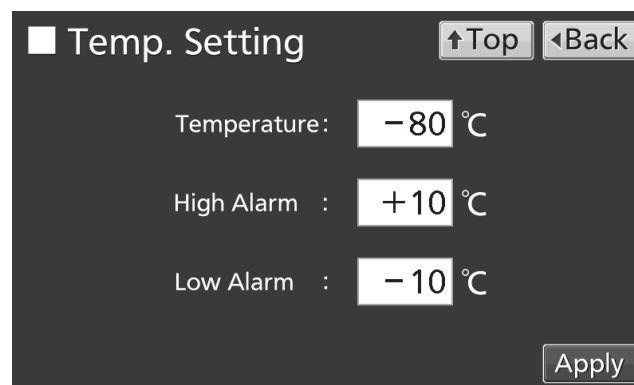 ■ Temp. Setting ↑Top ◂Back
Temperature: −80 ℃
High Alarm : +10 ℃
Low Alarm : −10 ℃
Apply